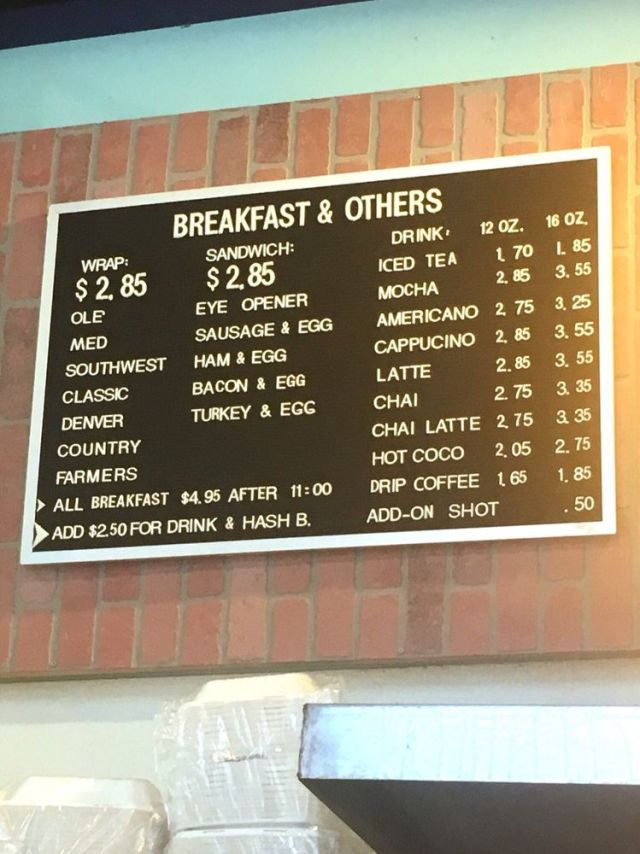 BREAKFAST & OTHERS
WRAP:
$ 2.85
OLE'
MED
SOUTHWEST
CLASSIC
DENVER
COUNTRY
FARMERS
SANDWICH:
$ 2.85
EYE OPENER
SAUSAGE & EGG
HAM & EGG
BACON & EGG
TURKEY & EGG
DRINK: 12 OZ. 16 OZ.
ICED TEA 1.70 1.85
MOCHA 2.85 3.55
AMERICANO 2.75 3.25
CAPPUCINO 2.85 3.55
LATTE 2.85 3.55
CHAI 2.75 3.35
CHAI LATTE 2.75 3.35
HOT COCO 2.05 2.75
DRIP COFFEE 1.65 1.85
ADD-ON SHOT .50
ALL BREAKFAST $4.95 AFTER 11:00
ADD $2.50 FOR DRINK & HASH B.